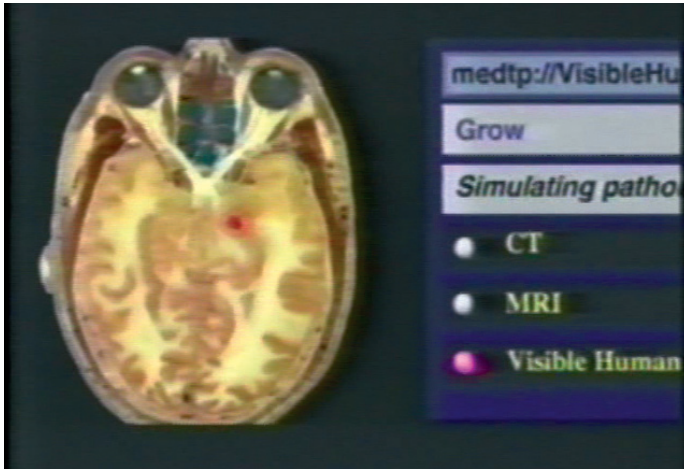 medtp://VisibleHu
Grow
Simulating patho
CT
MRI
Visible Human